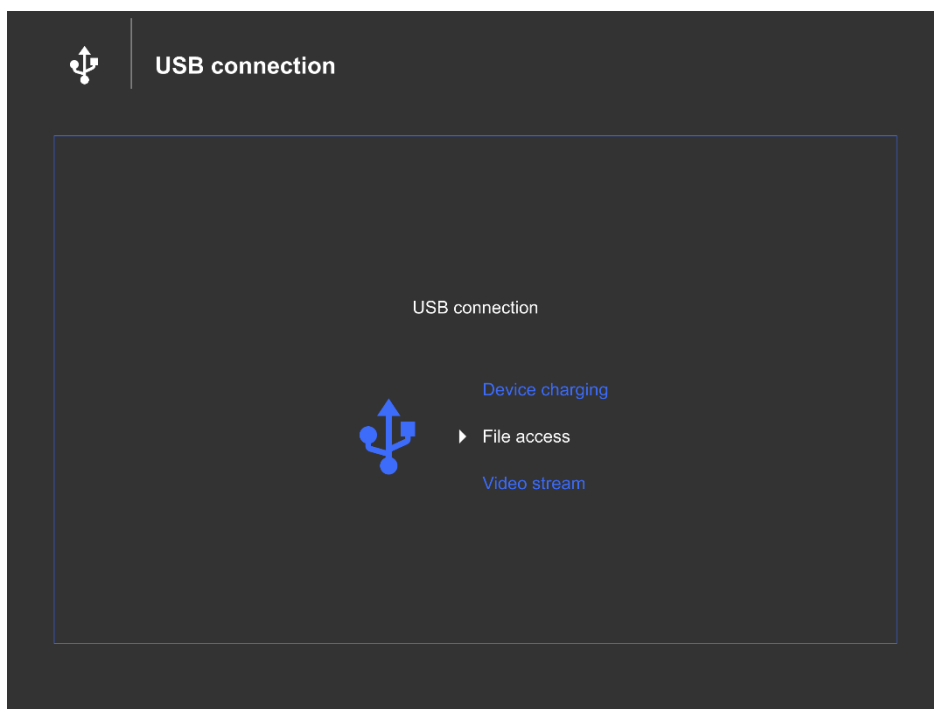 USB connection
USB connection
Device charging
File access
Video stream